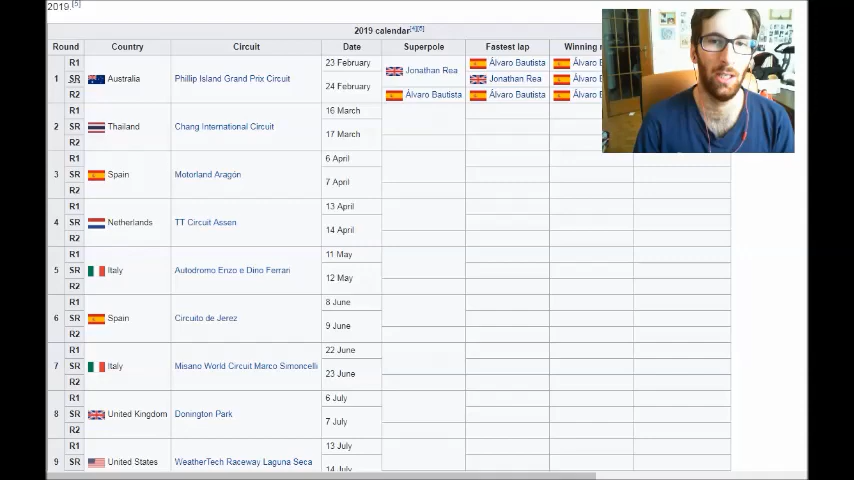 2019.[5]
2019 calendar[4][5]
Round Country Circuit Date Superpole Fastest lap Winning r
1 R1 Australia Phillip Island Grand Prix Circuit 23 February Jonathan Rea Álvaro Bautista Álvaro B
SR 24 February Jonathan Rea Álvaro B
R2 Álvaro Bautista Álvaro Bautista Álvaro B
2 R1 Thailand Chang International Circuit 16 March
SR 17 March
R2
3 R1 Spain Motorland Aragón 6 April
SR 7 April
R2
4 R1 Netherlands TT Circuit Assen 13 April
SR 14 April
R2
5 R1 Italy Autodromo Enzo e Dino Ferrari 11 May
SR 12 May
R2
6 R1 Spain Circuito de Jerez 8 June
SR 9 June
R2
7 R1 Italy Misano World Circuit Marco Simoncelli 22 June
SR 23 June
R2
8 R1 United Kingdom Donington Park 6 July
SR 7 July
R2
9 R1 United States WeatherTech Raceway Laguna Seca 13 July
SR 14 July